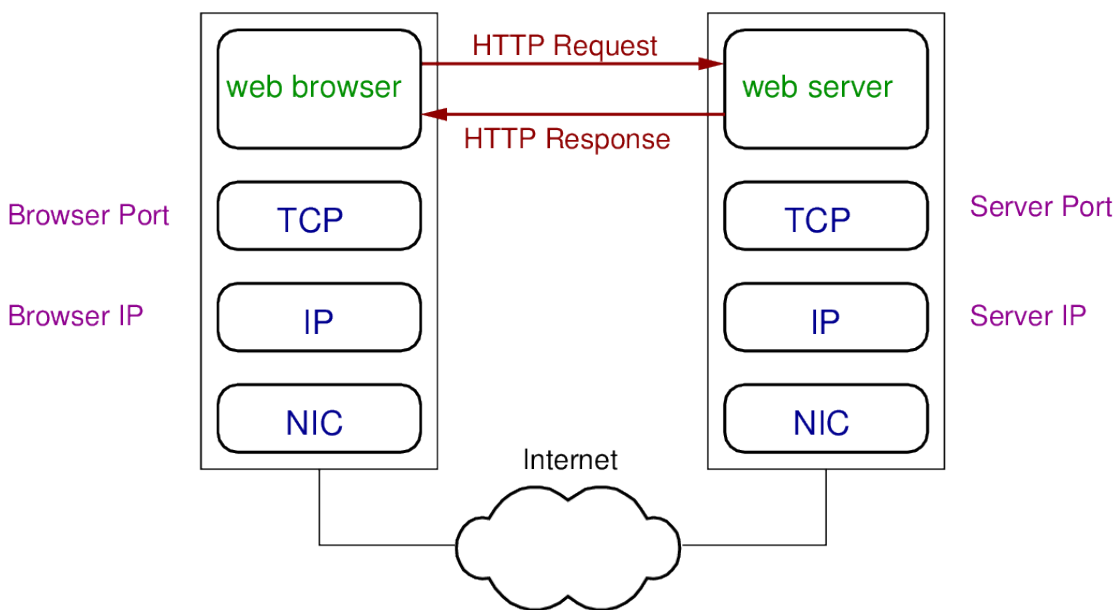 HTTP Request
web browser
web server
HTTP Response
Browser Port
TCP
TCP
Server Port
Browser IP
IP
IP
Server IP
NIC
NIC
Internet